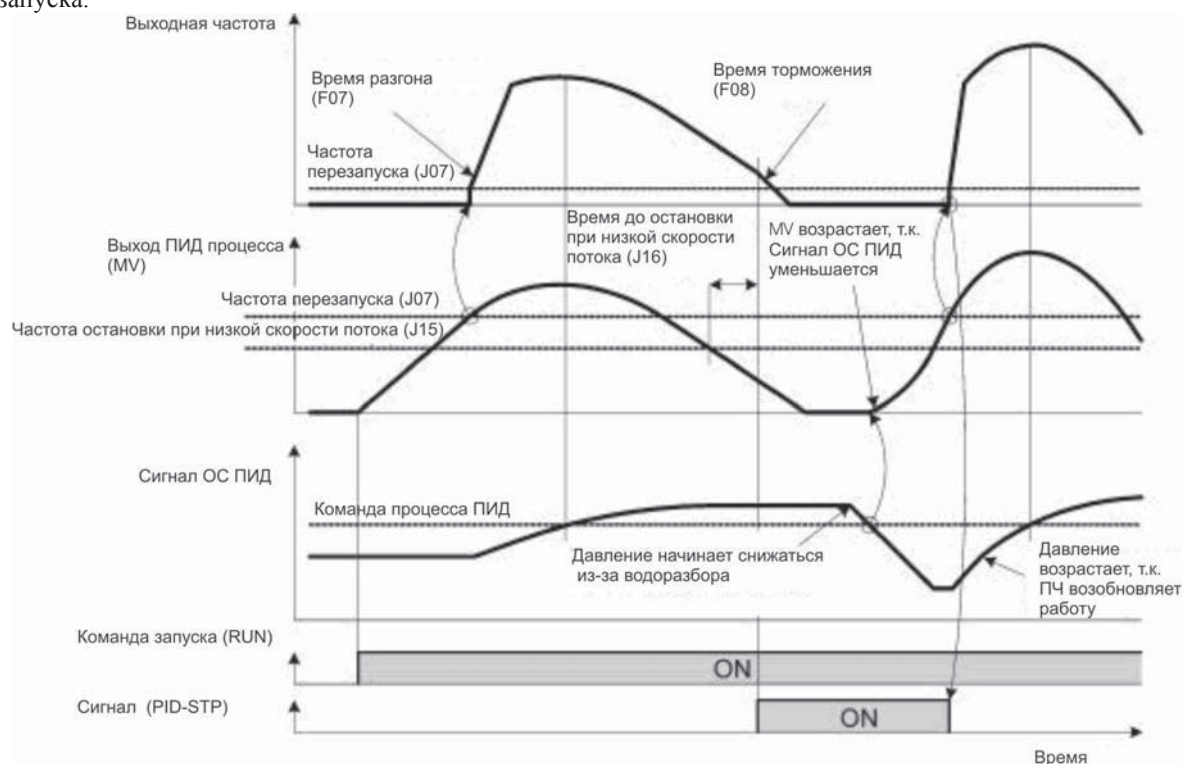 запуска.
Выходная частота
Время разгона
(F07)
Время торможения
(F08)
Частота
перезапуска (J07)
Время до остановки
при низкой скорости
потока (J16)
MV возрастает, т.к.
Сигнал ОС ПИД
уменьшается
Выход ПИД процесса
(MV)
Частота перезапуска (J07)
Частота остановки при низкой скорости потока (J15)
Сигнал ОС ПИД
Команда процесса ПИД
Давление начинает снижаться
из-за водоразбора
Давление
возрастает, т.к.
ПЧ возобновляет
работу
Команда запуска (RUN)
ON
Сигнал (PID-STP)
ON
Время